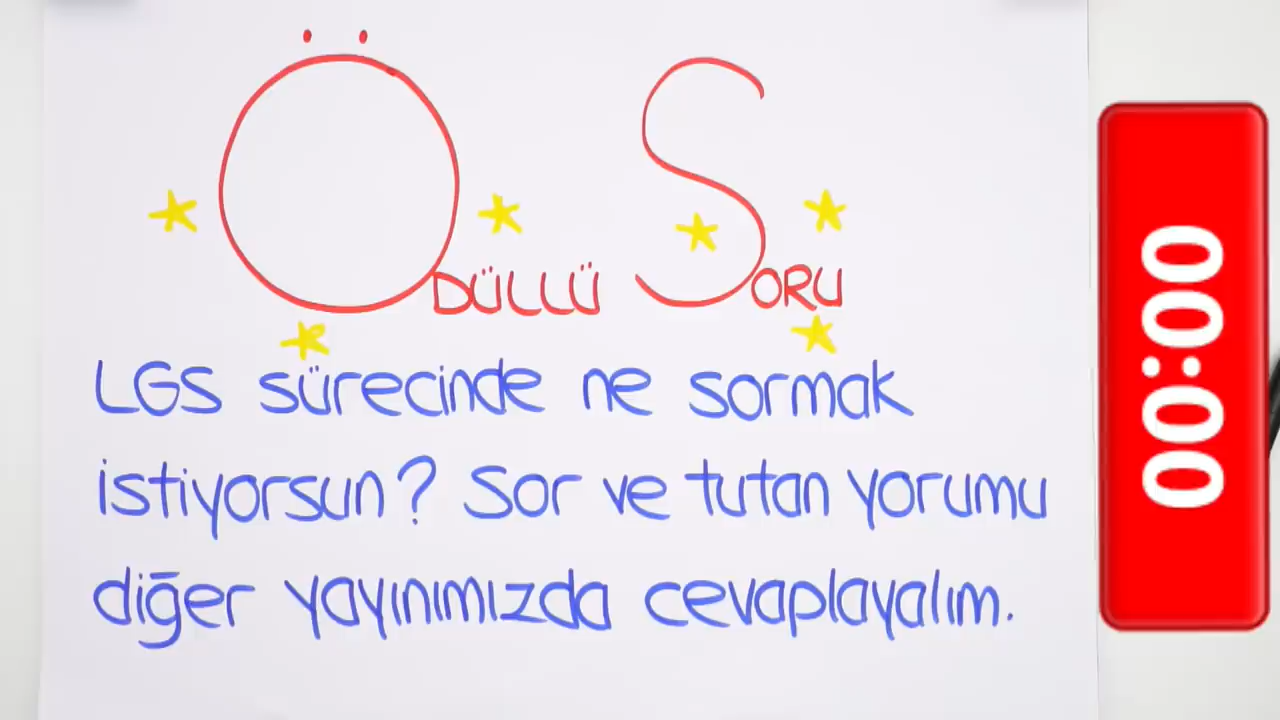 ÖDÜLLÜ SORU
LGS sürecinde ne sormak
istiyorsun? Sor ve tutan yorumu
diğer yayınımızda cevaplayalım.
00:00